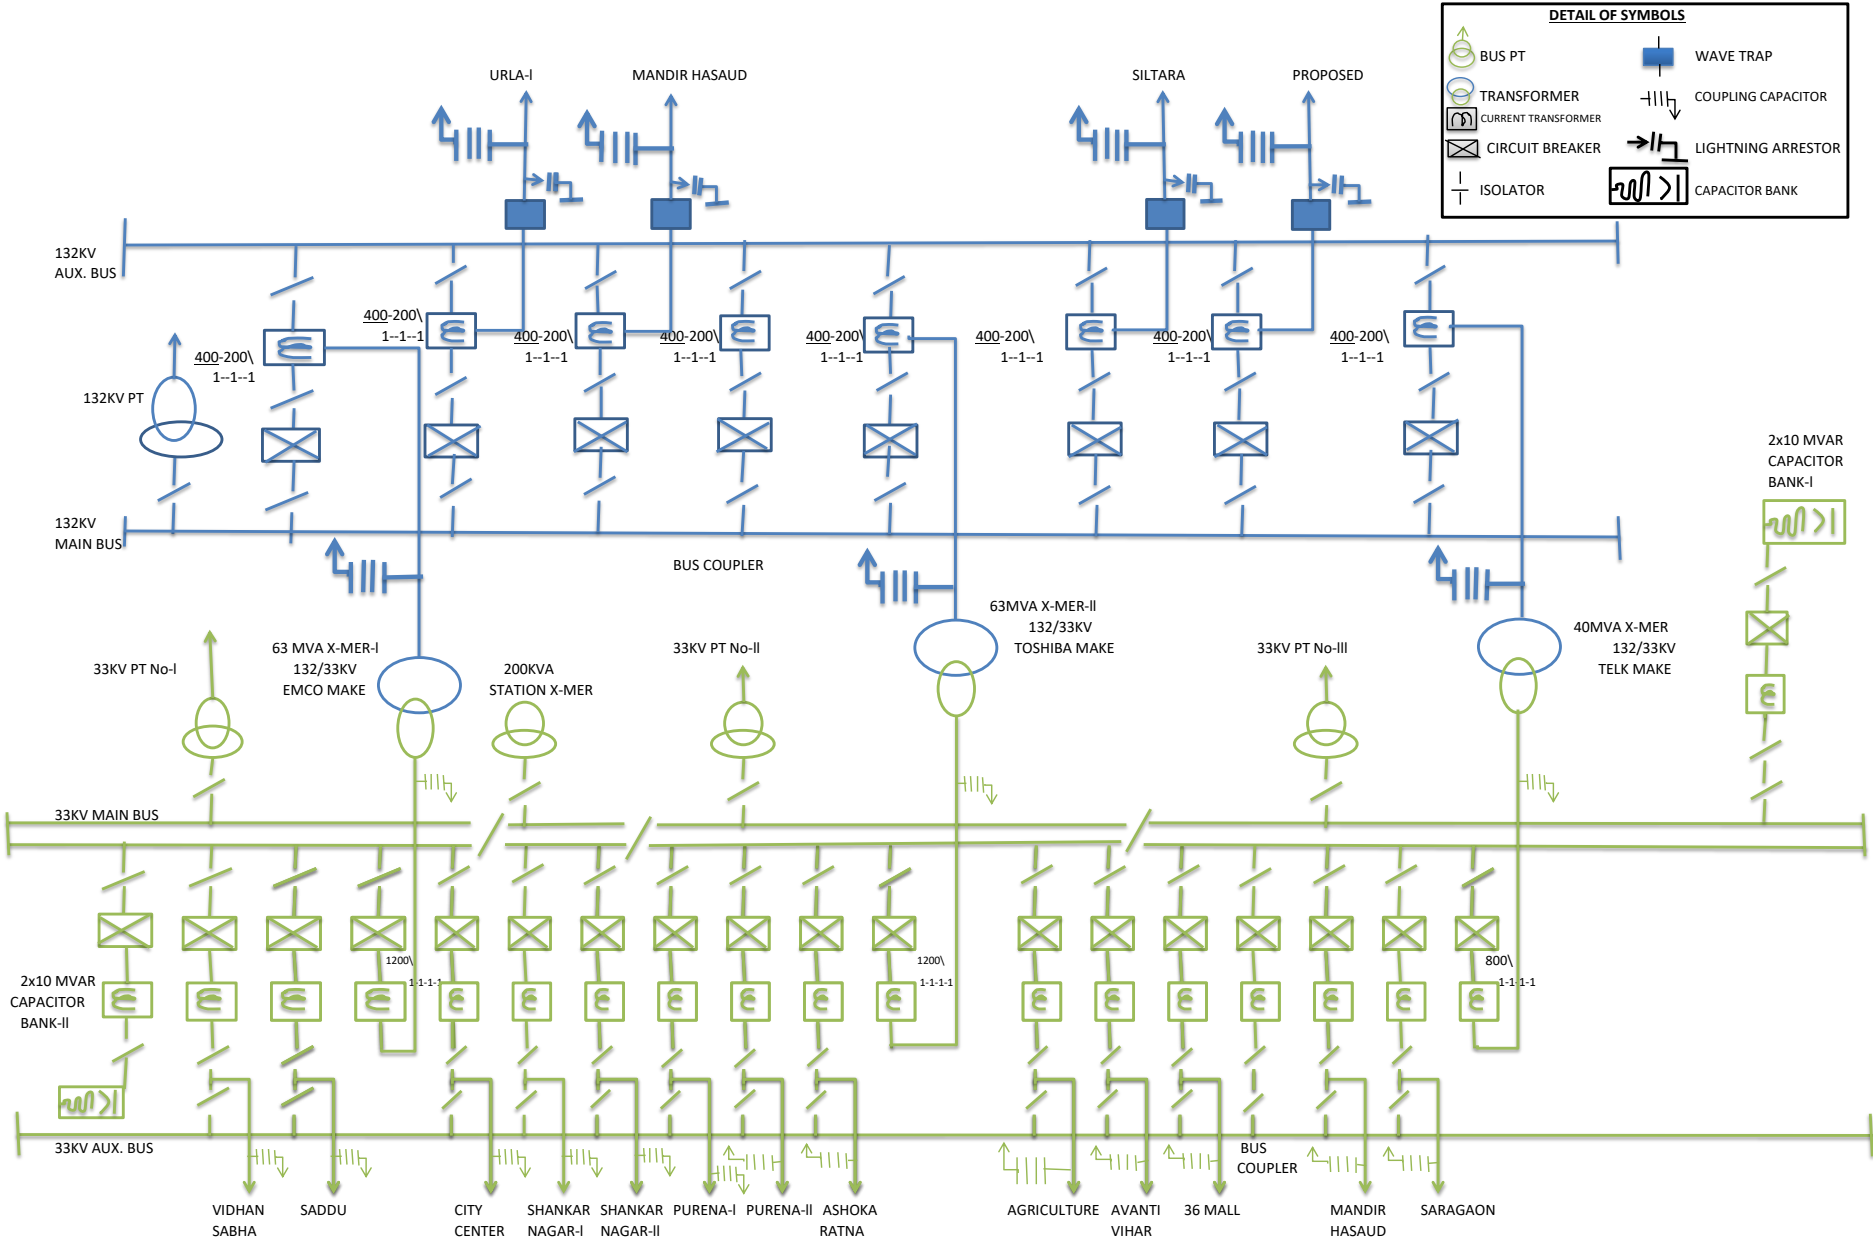 DETAIL OF SYMBOLS
BUS PT
WAVE TRAP
TRANSFORMER
COUPLING CAPACITOR
CURRENT TRANSFORMER
CIRCUIT BREAKER
LIGHTNING ARRESTOR
ISOLATOR
CAPACITOR BANK
URLA-l
MANDIR HASAUD
SILTARA
PROPOSED
132KV
AUX. BUS
400-200\
1--1--1
400-200\
1--1--1
400-200\
1--1--1
400-200\
1--1--1
400-200\
1--1--1
400-200\
1--1--1
400-200\
1--1--1
400-200\
1--1--1
132KV PT
2x10 MVAR
CAPACITOR
BANK-l
132KV
MAIN BUS
BUS COUPLER
63 MVA X-MER-l
132/33KV
EMCO MAKE
63MVA X-MER-ll
132/33KV
TOSHIBA MAKE
40MVA X-MER
132/33KV
TELK MAKE
33KV PT No-l
200KVA
STATION X-MER
33KV PT No-ll
33KV PT No-lll
33KV MAIN BUS
1200\
1-1-1-1
1200\
1-1-1-1
800\
1-1-1-1
2x10 MVAR
CAPACITOR
BANK-ll
33KV AUX. BUS
BUS
COUPLER
VIDHAN
SABHA
SADDU
CITY
CENTER
SHANKAR
NAGAR-l
SHANKAR
NAGAR-ll
PURENA-l
PURENA-ll
ASHOKA
RATNA
AGRICULTURE
AVANTI
VIHAR
36 MALL
MANDIR
HASAUD
SARAGAON